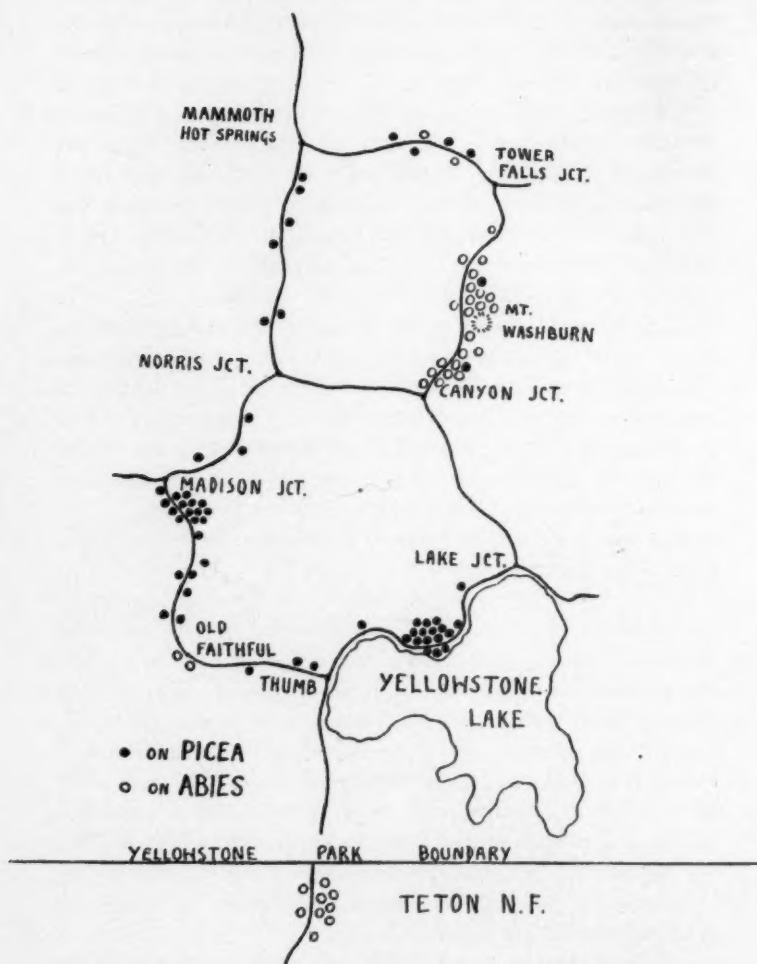 MAMMOTH
HOT SPRINGS
TOWER
FALLS JCT.
MT.
WASHBURN
NORRIS JCT.
CANYON JCT.
MADISON JCT.
LAKE JCT.
OLD
FAITHFUL
THUMB
YELLOWSTONE
LAKE
● ON PICEA
○ ON ABIES
YELLOWSTONE PARK BOUNDARY
TETON N.F.